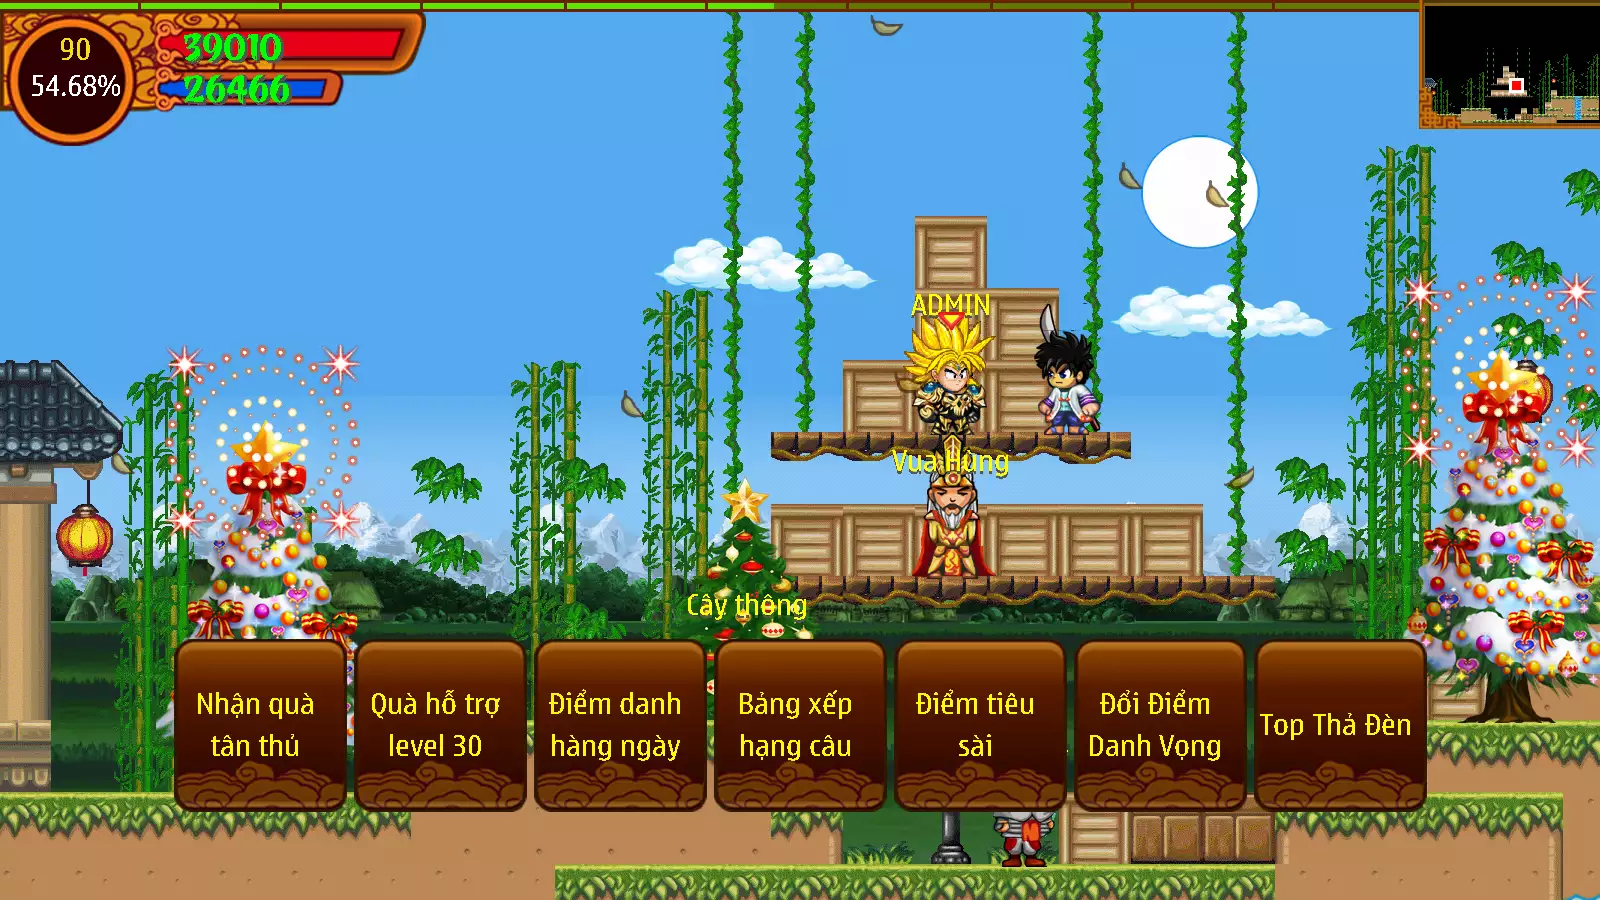 90
54.68%
39010
26466
ADMIN
Vua Hùng
Cây thông
Nhận quà
tân thủ
Quà hỗ trợ
level 30
Điểm danh
hàng ngày
Bảng xếp
hạng câu
Điểm tiêu
sài
Đổi Điểm
Danh Vọng
Top Thả Đèn